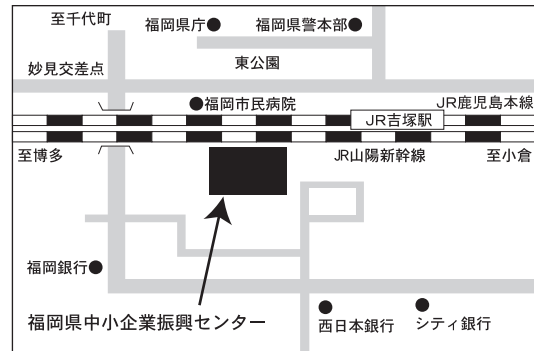 至千代町
福岡県庁
福岡県警本部
東公園
妙見交差点
福岡市民病院
JR鹿児島本線
JR吉塚駅
至博多
JR山陽新幹線
至小倉
福岡銀行
福岡県中小企業振興センター
西日本銀行
シティ銀行